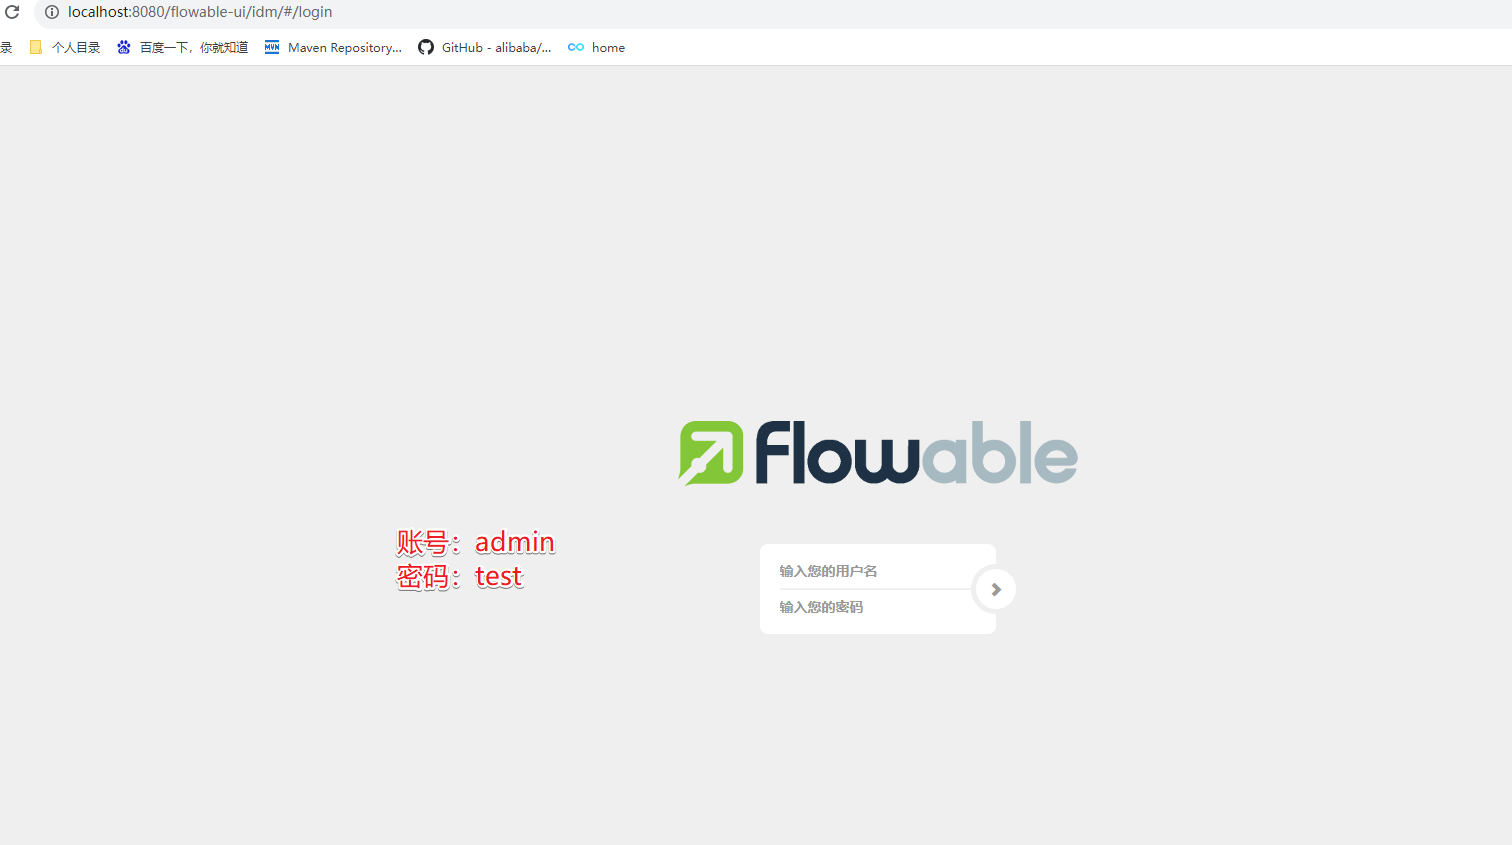 localhost:8080/flowable-ui/idm/#/login
录 个人目录 百度一下，你就知道 MVN Maven Repository... GitHub - alibaba/... home
flowable
账号：admin
密码：test
输入您的用户名
输入您的密码